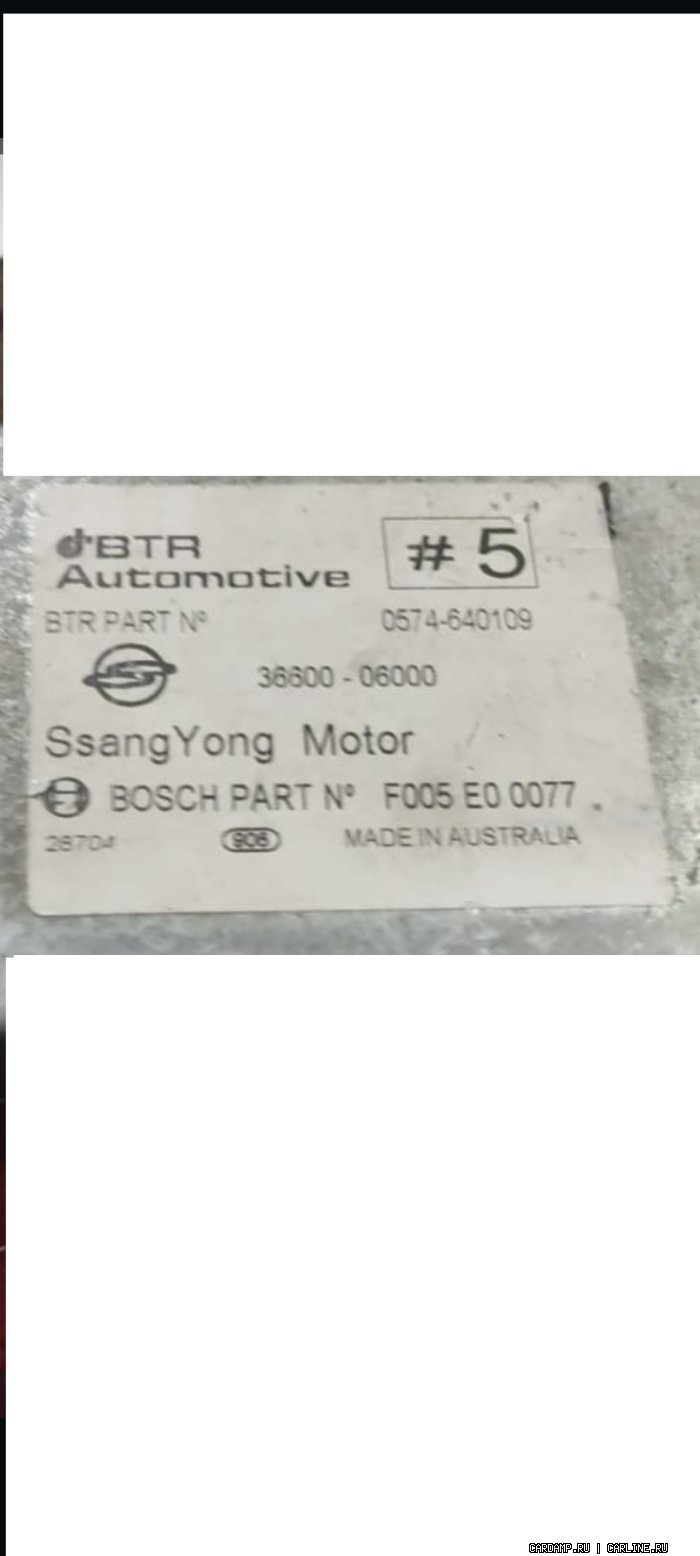 BTR
Automotive
# 5
BTR PART Nº 0574-640109
36600 - 06000
SsangYong Motor
BOSCH PART Nº F005 E0 0077
26704 906 MADE IN AUSTRALIA
CARDAMP.RU | CARLINE.RU